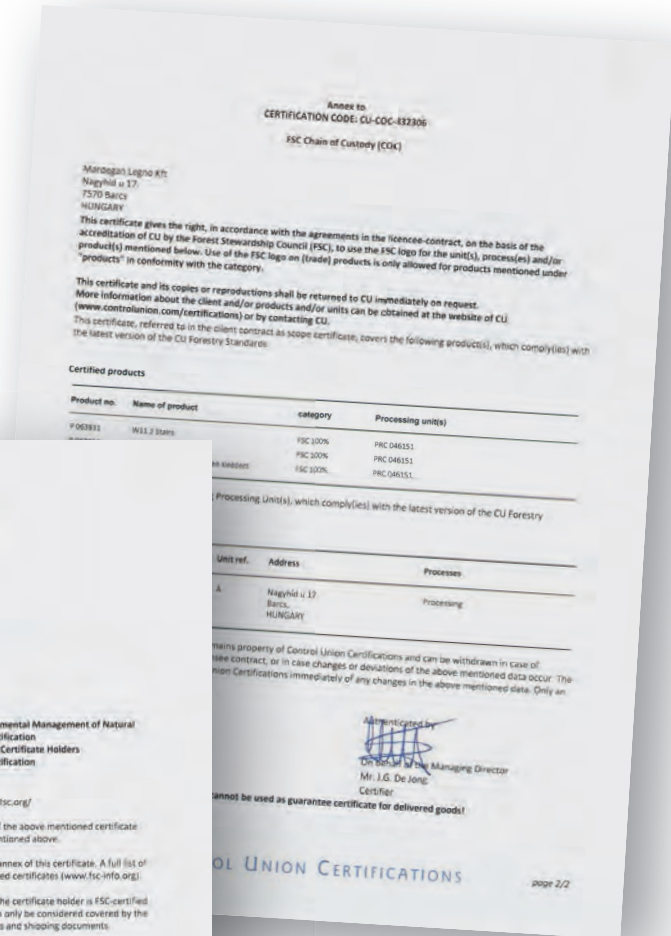 Annex to
CERTIFICATION CODE: CU-COC-832306
FSC Chain of Custody (COK)
Mardegan Legno Kft
Nagyhid u 17.
7570 Barcs
HUNGARY
This certificate gives the right, in accordance with the agreements in the licencee-contract, on the basis of the
accreditation of CU by the Forest Stewardship Council (FSC), to use the FSC logo for the unit(s), process(es) and/or
product(s) mentioned below. Use of the FSC logo on (trade) products is only allowed for products mentioned under
"products" in conformity with the category.
This certificate and its copies or reproductions shall be returned to CU immediately on request.
More information about the client and/or products and/or units can be obtained at the website of CU
(www.controlunion.com/certifications) or by contacting CU.
This certificate, referred to in the client contract as scope certificate, covers the following product(s), which comply(ies) with
the latest version of the CU Forestry Standards
Certified products
Product no. Name of product category Processing unit(s)
W11.2 Stairs FSC 100% PRC 046151
FSC 100% PRC 046151
FSC 100% PRC 046151
Processing Unit(s), which comply(ies) with the latest version of the CU Forestry
Unit ref. Address Processes
A Nagyhid u 17. Processing
Barcs,
HUNGARY
mains property of Control Union Certifications and can be withdrawn in case of
see contract, or in case changes or deviations of the above mentioned data occur. The
nion Certifications immediately of any changes in the above mentioned data. Only an
Authenticated by
On behalf of the Managing Director
Mr. J.G. De Jong
Certifier
cannot be used as guarantee certificate for delivered goods!
OL UNION CERTIFICATIONS
page 2/2
mental Management of Natural
ification
Certificate Holders
ification
fsc.org/
f the above mentioned certificate
ntioned above.
annex of this certificate. A full list of
ed certificates (www.fsc-info.org).
he certificate holder is FSC-certified
only be considered covered by the
s and shipping documents